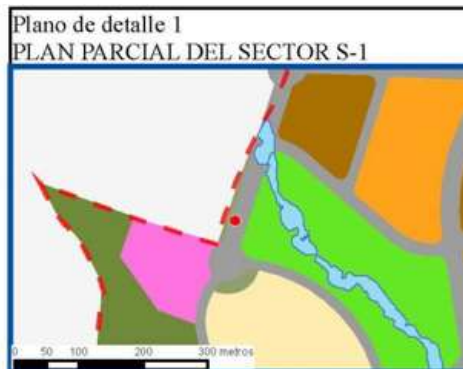 Plano de detalle 1
PLAN PARCIAL DEL SECTOR S-1
0 50 100 200 300 metros